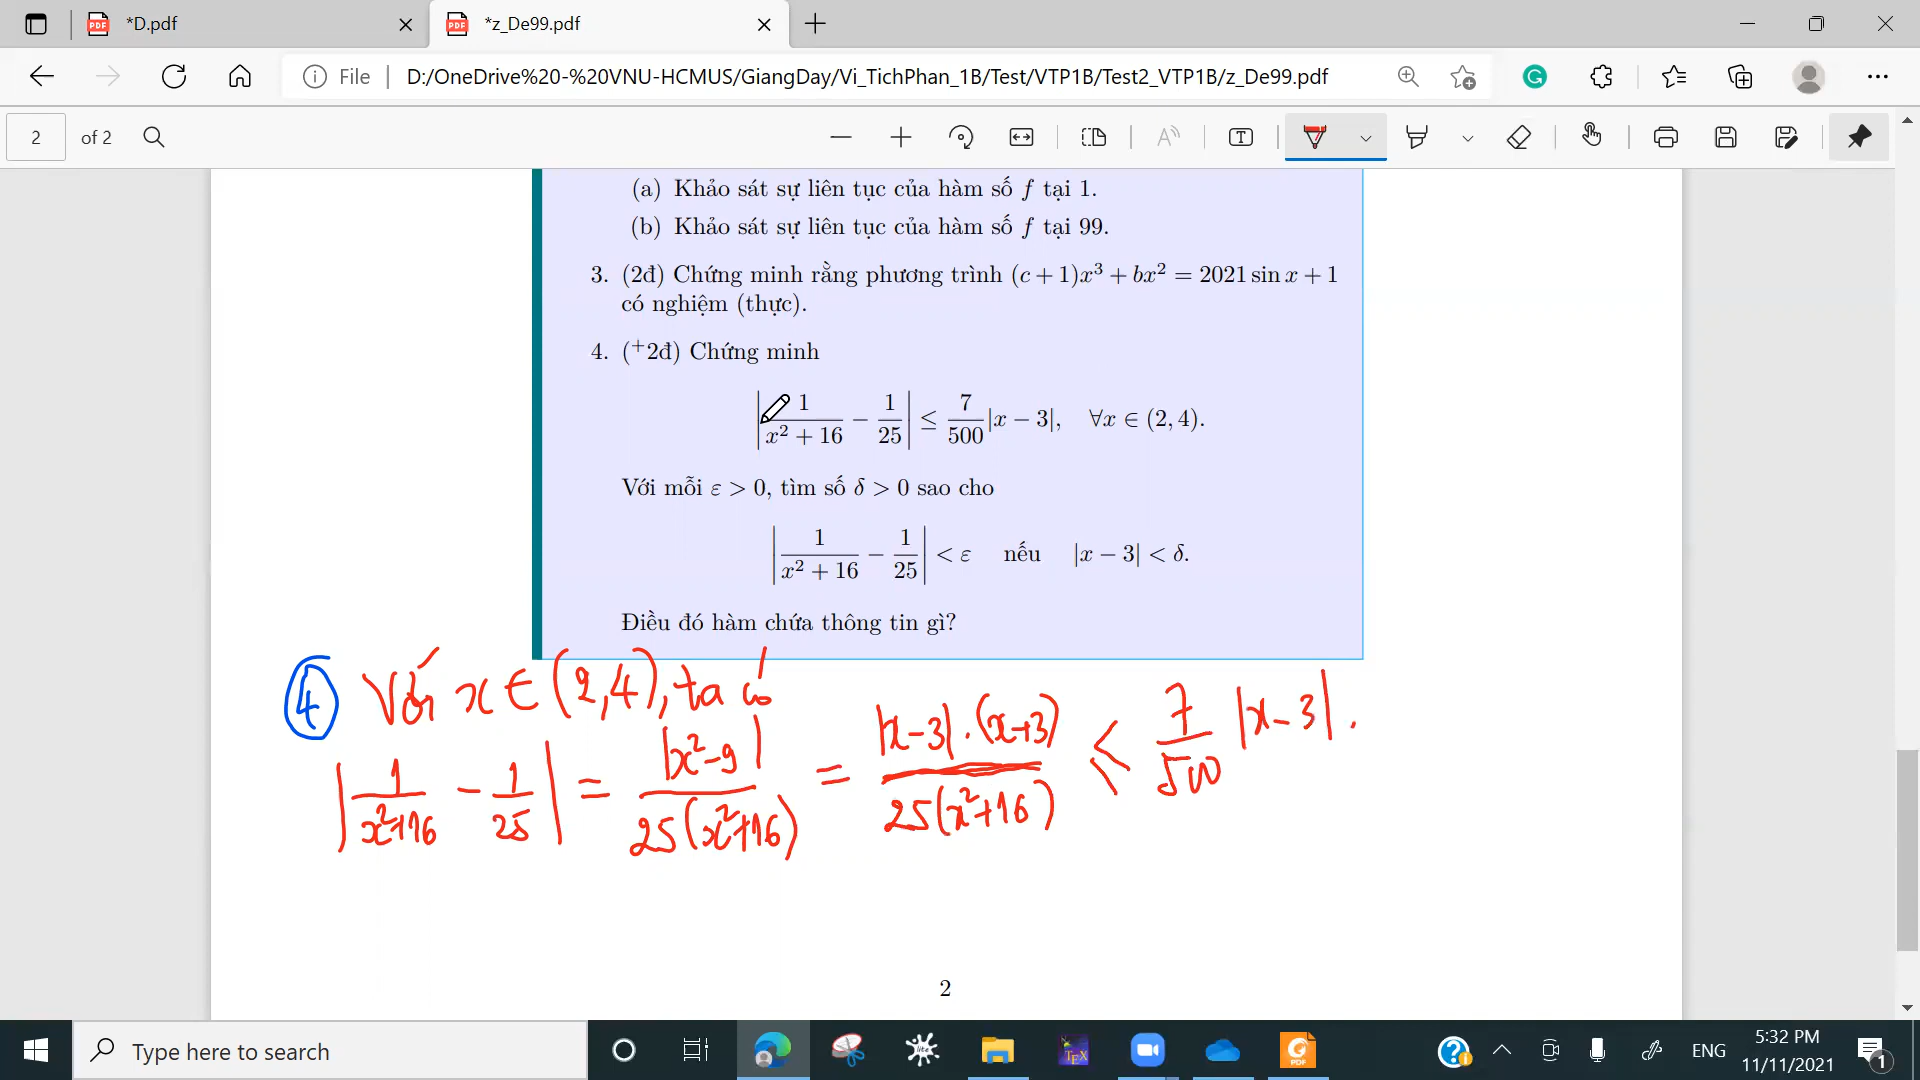 *D.pdf
*z_De99.pdf
File
D:/OneDrive%20-%20VNU-HCMUS/GiangDay/Vi_TichPhan_1B/Test/VTP1B/Test2_VTP1B/z_De99.pdf
2 of 2
(a) Khảo sát sự liên tục của hàm số f tại 1.
(b) Khảo sát sự liên tục của hàm số f tại 99.
3. (2đ) Chứng minh rằng phương trình (c + 1)x³ + bx² = 2021 sin x + 1
có nghiệm (thực).
4. (⁺2đ) Chứng minh
|1/(x² + 16) − 1/25| ≤ 7/500 |x − 3|, ∀x ∈ (2, 4).
Với mỗi ε > 0, tìm số δ > 0 sao cho
|1/(x² + 16) − 1/25| < ε nếu |x − 3| < δ.
Điều đó hàm chứa thông tin gì?
4 Với x ∈ (2,4), ta có
|1/(x²+16) − 1/25| = |x²−9|/(25(x²+16)) = |x−3|.(x+3)/(25(x²+16)) ≤ 7/500 |x−3|.
2
Type here to search
ENG
5:32 PM
11/11/2021
1